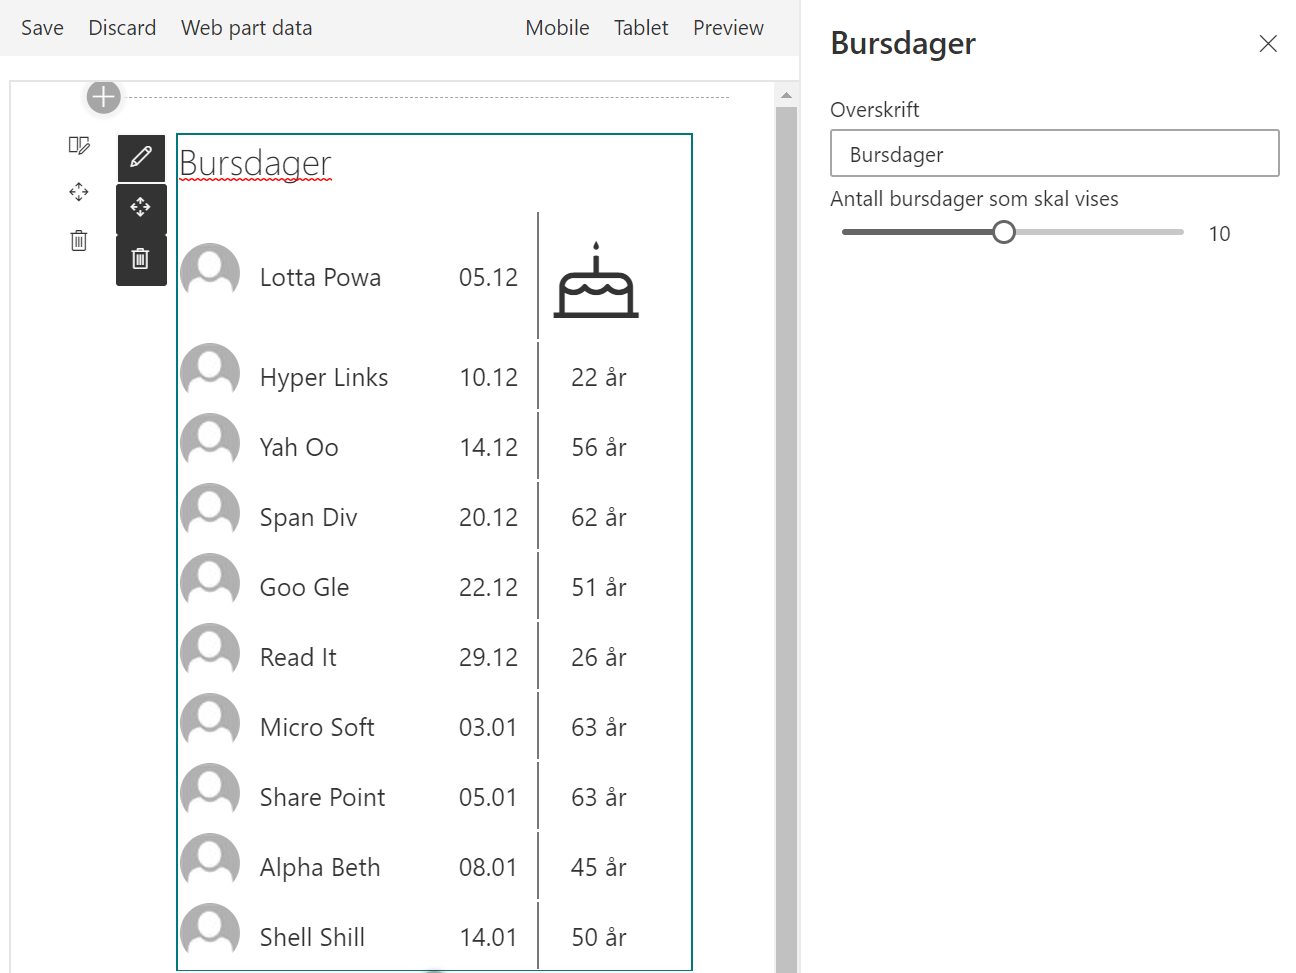 Save Discard Web part data Mobile Tablet Preview
Bursdager
Lotta Powa 05.12
Hyper Links 10.12 22 år
Yah Oo 14.12 56 år
Span Div 20.12 62 år
Goo Gle 22.12 51 år
Read It 29.12 26 år
Micro Soft 03.01 63 år
Share Point 05.01 63 år
Alpha Beth 08.01 45 år
Shell Shill 14.01 50 år
Bursdager
Overskrift
Bursdager
Antall bursdager som skal vises
10